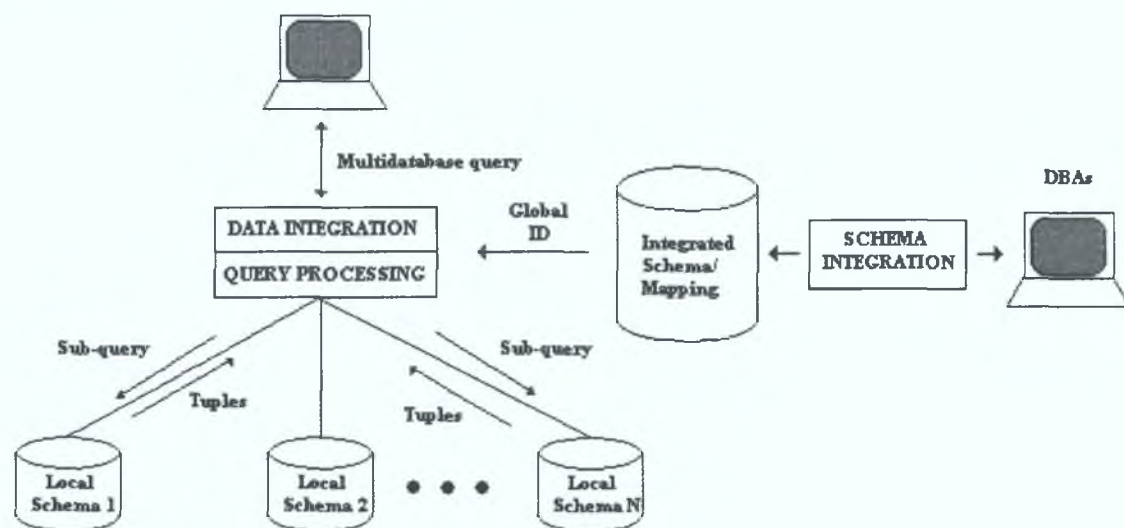 Multidatabase query
DBAs
DATA INTEGRATION
QUERY PROCESSING
Global
ID
Integrated
Schema/
Mapping
SCHEMA
INTEGRATION
Sub-query
Tuples
Sub-query
Tuples
Local
Schema 1
Local
Schema 2
Local
Schema N